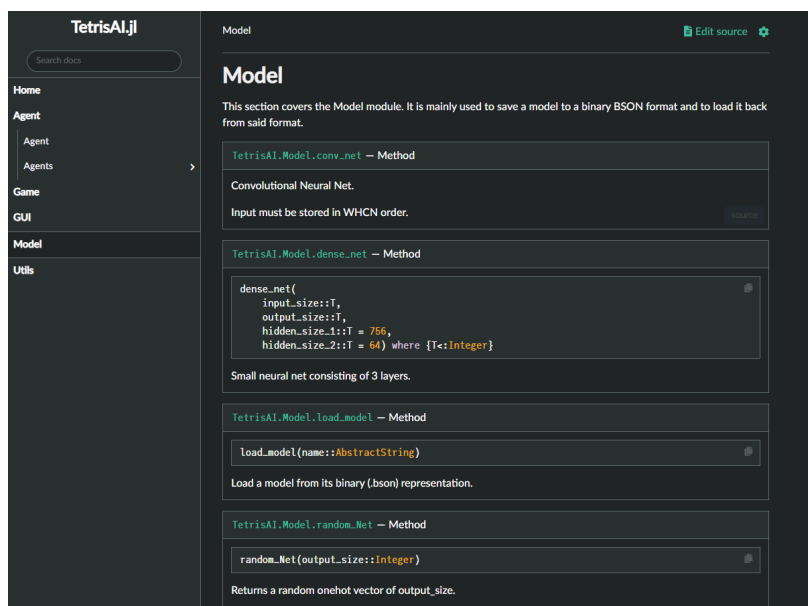 TetrisAI.jl
Search docs
Home
Agent
Agent
Agents
Game
GUI
Model
Utils
Model
Edit source
Model
This section covers the Model module. It is mainly used to save a model to a binary BSON format and to load it back
from said format.
TetrisAI.Model.conv_net — Method
Convolutional Neural Net.
Input must be stored in WHCN order.
source
TetrisAI.Model.dense_net — Method
dense_net(
input_size::T,
output_size::T,
hidden_size_1::T = 756,
hidden_size_2::T = 64) where {T<:Integer}
Small neural net consisting of 3 layers.
TetrisAI.Model.load_model — Method
load_model(name::AbstractString)
Load a model from its binary (.bson) representation.
TetrisAI.Model.random_Net — Method
random_Net(output_size::Integer)
Returns a random onehot vector of output_size.